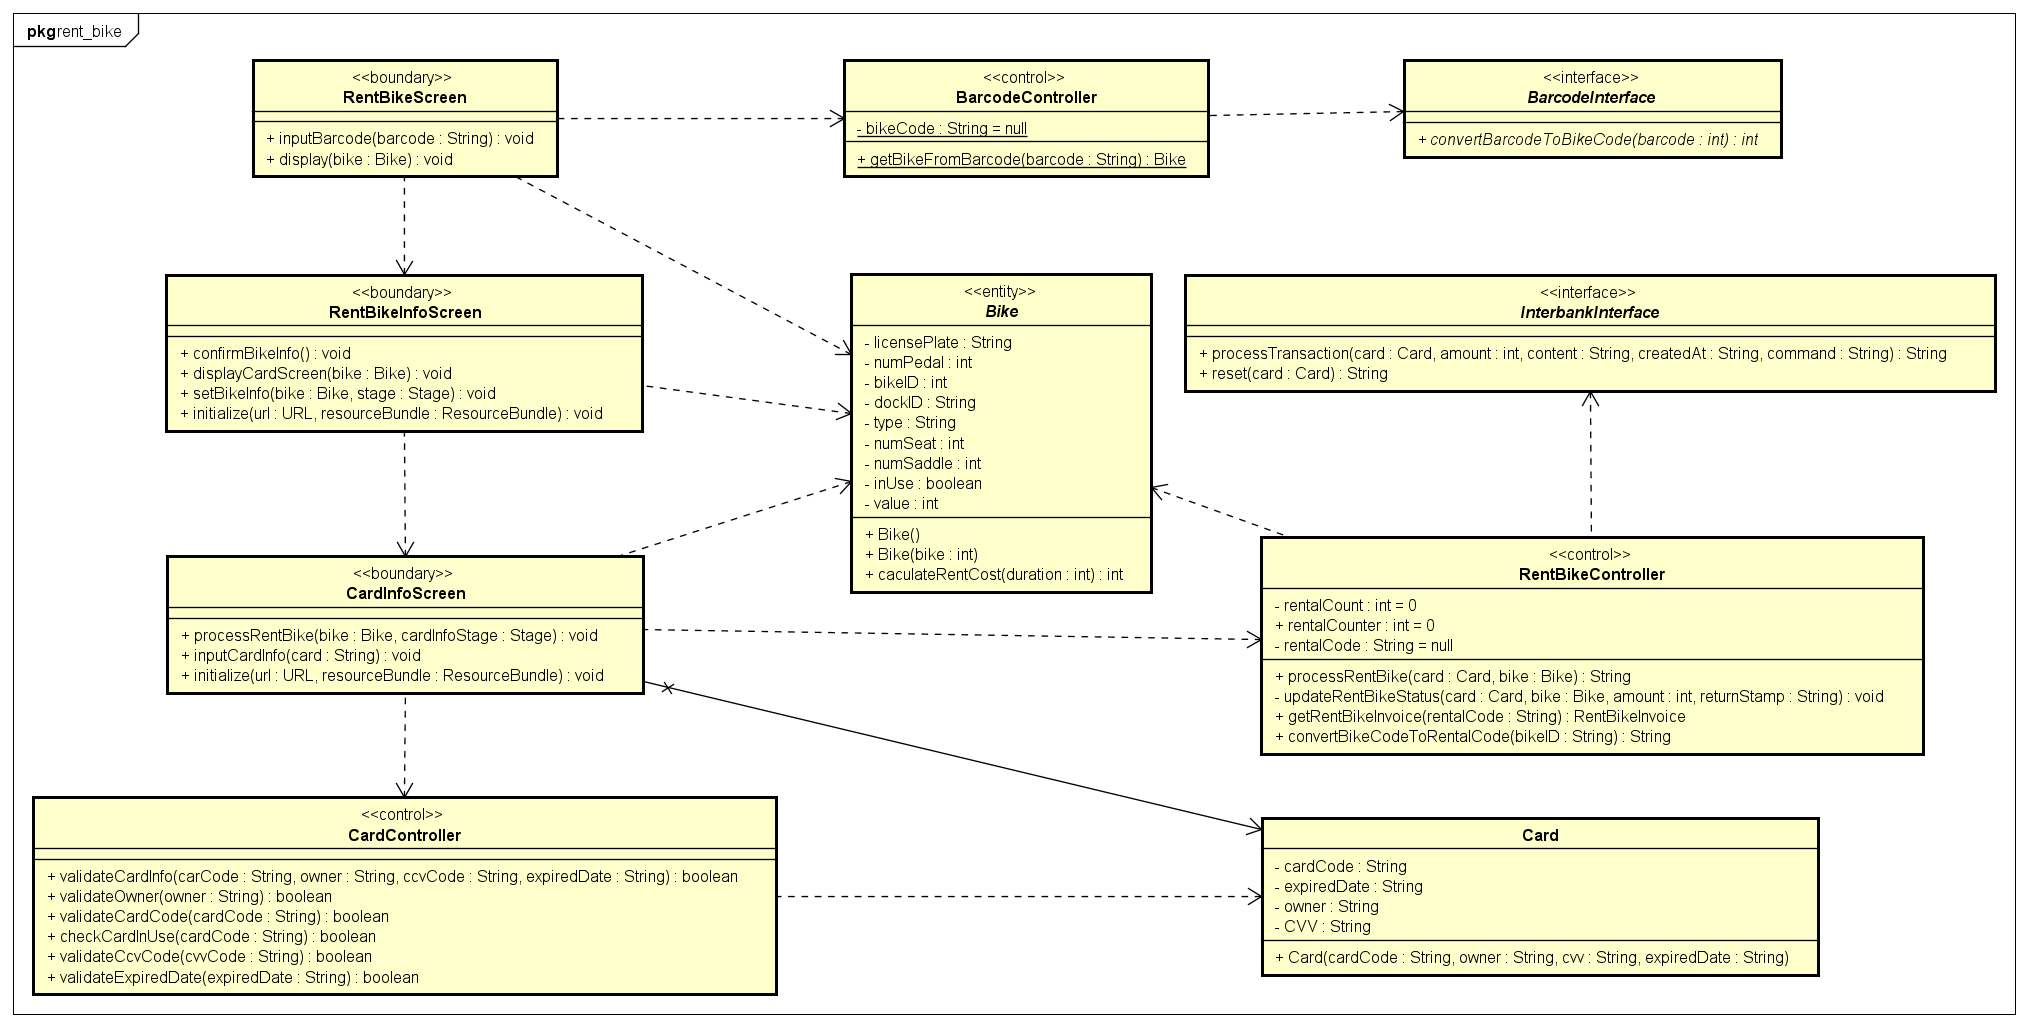 pkg rent_bike
<<boundary>>
RentBikeScreen
+ inputBarcode(barcode : String) : void
+ display(bike : Bike) : void
<<control>>
BarcodeController
- bikeCode : String = null
+ getBikeFromBarcode(barcode : String) : Bike
<<interface>>
BarcodeInterface
+ convertBarcodeToBikeCode(barcode : int) : int
<<boundary>>
RentBikeInfoScreen
+ confirmBikeInfo() : void
+ displayCardScreen(bike : Bike) : void
+ setBikeInfo(bike : Bike, stage : Stage) : void
+ initialize(url : URL, resourceBundle : ResourceBundle) : void
<<entity>>
Bike
- licensePlate : String
- numPedal : int
- bikeID : int
- dockID : String
- type : String
- numSeat : int
- numSaddle : int
- inUse : boolean
- value : int
+ Bike()
+ Bike(bike : int)
+ caculateRentCost(duration : int) : int
<<interface>>
InterbankInterface
+ processTransaction(card : Card, amount : int, content : String, createdAt : String, command : String) : String
+ reset(card : Card) : String
<<boundary>>
CardInfoScreen
+ processRentBike(bike : Bike, cardInfoStage : Stage) : void
+ inputCardInfo(card : String) : void
+ initialize(url : URL, resourceBundle : ResourceBundle) : void
<<control>>
RentBikeController
- rentalCount : int = 0
+ rentalCounter : int = 0
- rentalCode : String = null
+ processRentBike(card : Card, bike : Bike) : String
- updateRentBikeStatus(card : Card, bike : Bike, amount : int, returnStamp : String) : void
+ getRentBikeInvoice(rentalCode : String) : RentBikeInvoice
+ convertBikeCodeToRentalCode(bikeID : String) : String
<<control>>
CardController
+ validateCardInfo(carCode : String, owner : String, ccvCode : String, expiredDate : String) : boolean
+ validateOwner(owner : String) : boolean
+ validateCardCode(cardCode : String) : boolean
+ checkCardInUse(cardCode : String) : boolean
+ validateCcvCode(cvvCode : String) : boolean
+ validateExpiredDate(expiredDate : String) : boolean
Card
- cardCode : String
- expiredDate : String
- owner : String
- CVV : String
+ Card(cardCode : String, owner : String, cvv : String, expiredDate : String)